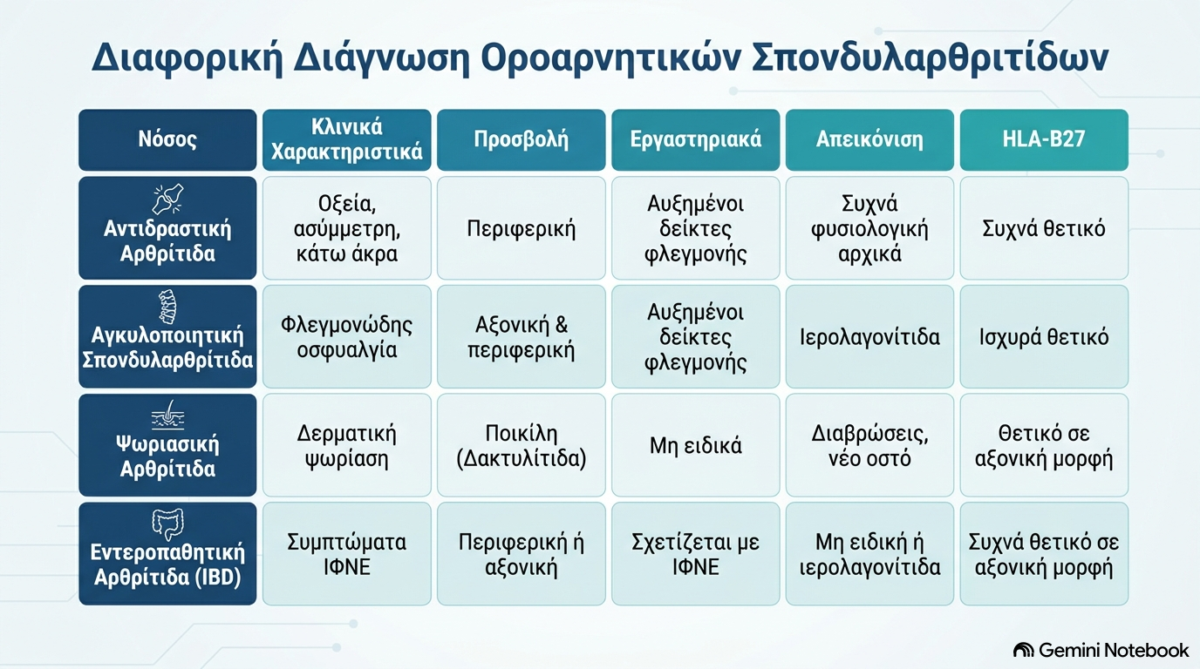 Διαφορική Διάγνωση Οροαρνητικών Σπονδυλαρθριτίδων
Νόσος
Κλινικά
Χαρακτηριστικά
Προσβολή
Εργαστηριακά
Απεικόνιση
HLA-B27
Αντιδραστική
Αρθρίτιδα
Οξεία,
ασύμμετρη,
κάτω άκρα
Περιφερική
Αυξημένοι
δείκτες
φλεγμονής
Συχνά
φυσιολογική
αρχικά
Συχνά θετικό
Αγκυλοποιητική
Σπονδυλαρθρίτιδα
Φλεγμονώδης
οσφυαλγία
Αξονική &
περιφερική
Αυξημένοι
δείκτες
φλεγμονής
Ιερολαγονίτιδα
Ισχυρά θετικό
Ψωριασική
Αρθρίτιδα
Δερματική
ψωρίαση
Ποικίλη
(Δακτυλίτιδα)
Μη ειδικά
Διαβρώσεις,
νέο οστό
Θετικό σε
αξονική μορφή
Εντεροπαθητική
Αρθρίτιδα (IBD)
Συμπτώματα
ΙΦΝΕ
Περιφερική ή
αξονική
Σχετίζεται με
ΙΦΝΕ
Μη ειδική ή
ιερολαγονίτιδα
Συχνά θετικό σε
αξονική μορφή
Gemini Notebook